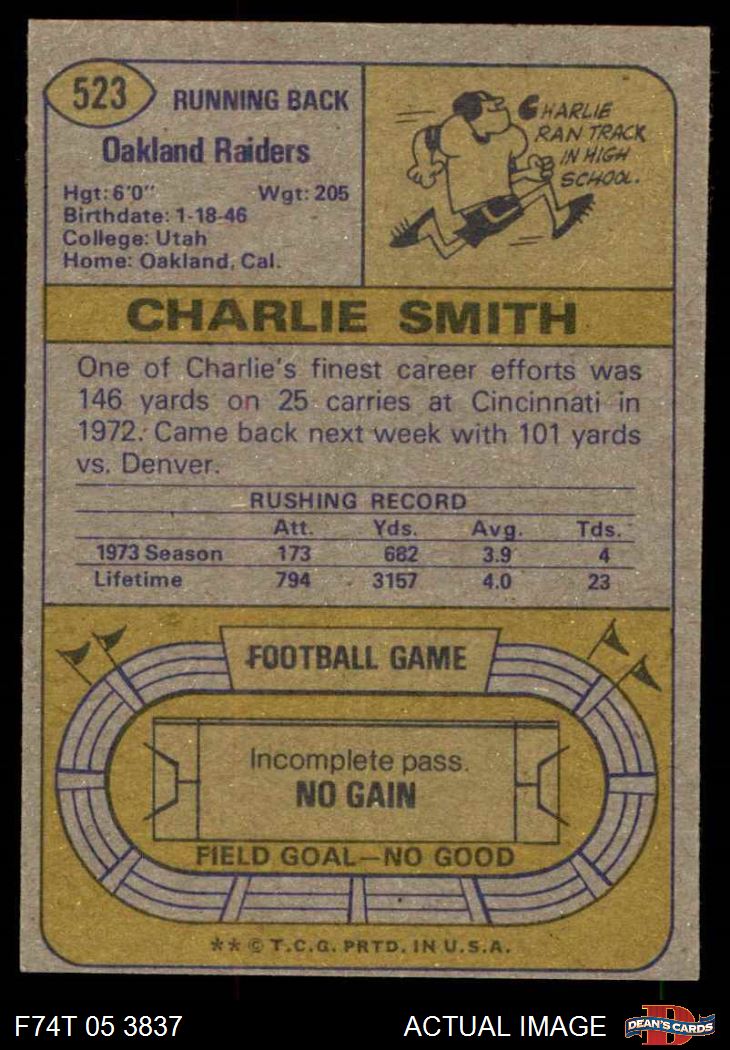 523
RUNNING BACK
Oakland Raiders
Hgt: 6'0" Wgt: 205
Birthdate: 1-18-46
College: Utah
Home: Oakland, Cal.
CHARLIE
RAN TRACK
IN HIGH
SCHOOL.
CHARLIE SMITH
One of Charlie's finest career efforts was
146 yards on 25 carries at Cincinnati in
1972. Came back next week with 101 yards
vs. Denver.
RUSHING RECORD
Att. Yds. Avg. Tds.
1973 Season 173 682 3.9 4
Lifetime 794 3157 4.0 23
FOOTBALL GAME
Incomplete pass.
NO GAIN
FIELD GOAL—NO GOOD
** © T.C.G. PRTD. IN U.S.A.
F74T 05 3837 ACTUAL IMAGE
D
DEAN'S CARDS